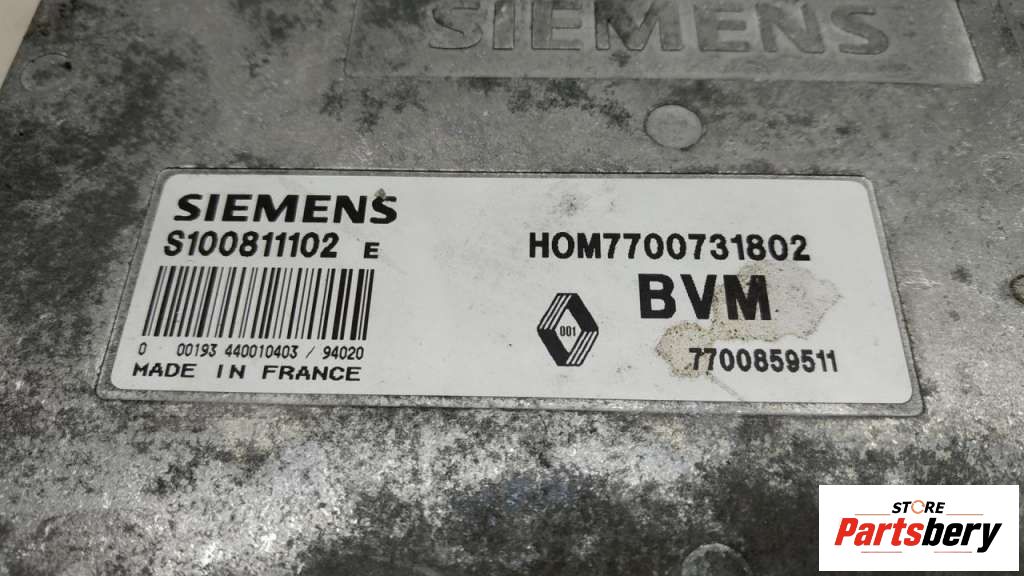 SIEMENS
SIEMENS
S100811102 E
HOM7700731802
BVM
001
7700859511
0 00193 440010403 / 94020
MADE IN FRANCE
STORE
Partsbery